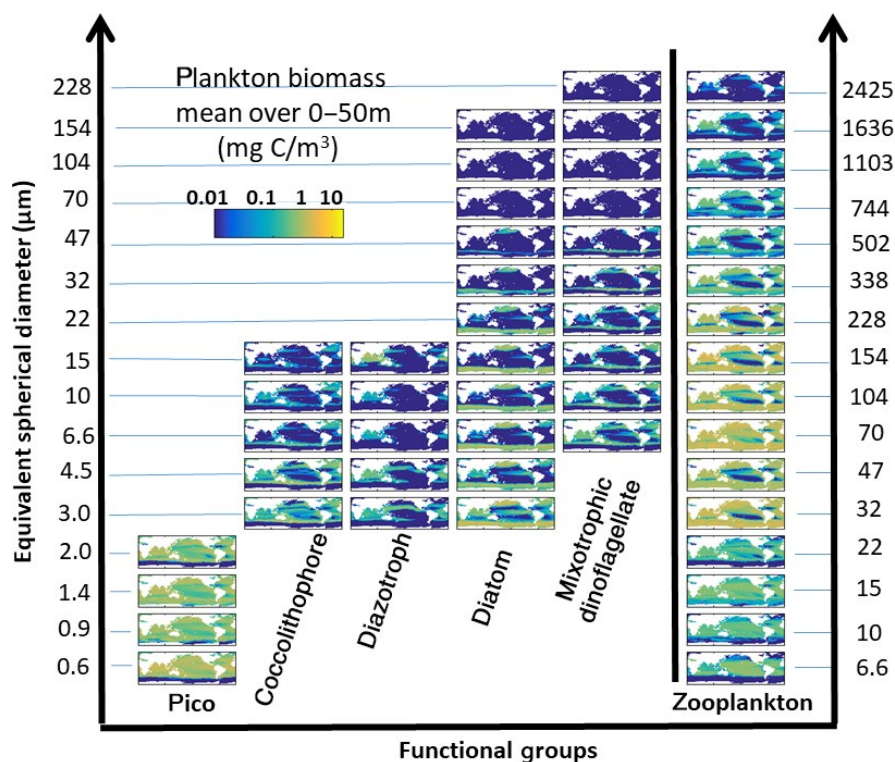 Plankton biomass
mean over 0–50m
(mg C/m³)
0.01 0.1 1 10
Equivalent spherical diameter (µm)
228
154
104
70
47
32
22
15
10
6.6
4.5
3.0
2.0
1.4
0.9
0.6
2425
1636
1103
744
502
338
228
154
104
70
47
32
22
15
10
6.6
Pico
Coccolithophore
Diazotroph
Diatom
Mixotrophic
dinoflagellate
Zooplankton
Functional groups